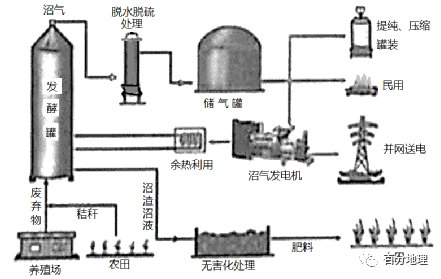 沼气
脱水脱硫
处理
提纯、压缩
罐装
发
酵
罐
储气罐
民用
余热利用
沼气发电机
并网送电
废
弃
物
秸秆
沼
渣
沼
液
养殖场
农田
无害化处理
肥料
百穷地理